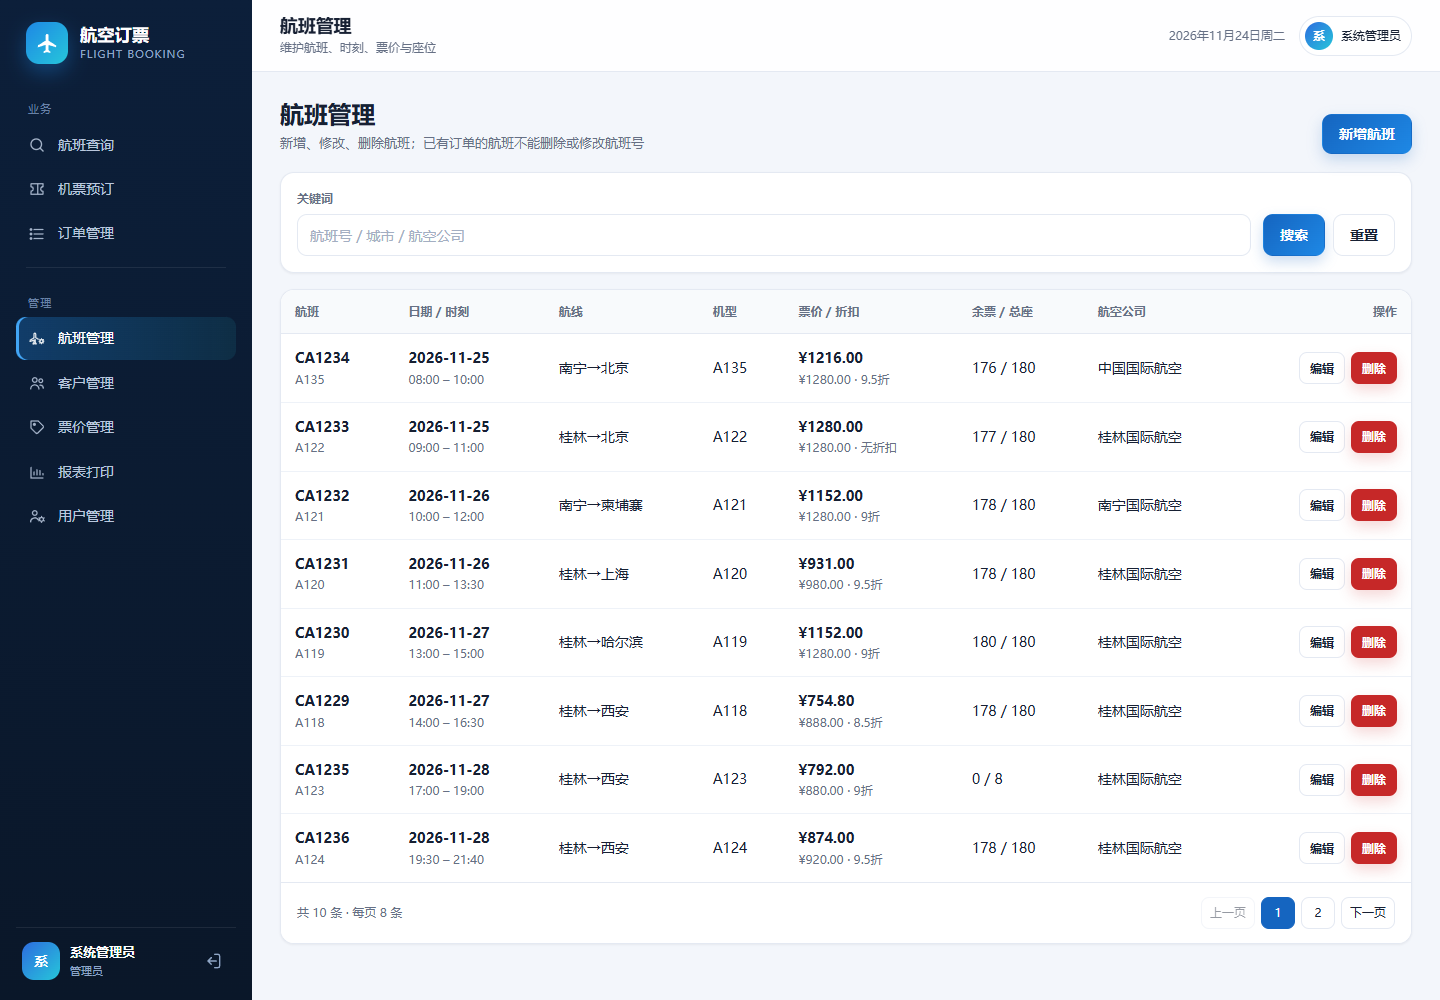 航空订票
FLIGHT BOOKING
业务
航班查询
机票预订
订单管理
管理
航班管理
客户管理
票价管理
报表打印
用户管理
系
系统管理员
管理员
航班管理
维护航班、时刻、票价与座位
2026年11月24日周二
系
系统管理员
航班管理
新增、修改、删除航班；已有订单的航班不能删除或修改航班号
新增航班
关键词
航班号 / 城市 / 航空公司
搜索
重置
航班 日期 / 时刻 航线 机型 票价 / 折扣 余票 / 总座 航空公司 操作
CA1234 2026-11-25 南宁→北京 A135 ¥1216.00 176 / 180 中国国际航空 编辑 删除
A135 08:00 – 10:00 ¥1280.00 · 9.5折
CA1233 2026-11-25 桂林→北京 A122 ¥1280.00 177 / 180 桂林国际航空 编辑 删除
A122 09:00 – 11:00 ¥1280.00 · 无折扣
CA1232 2026-11-26 南宁→柬埔寨 A121 ¥1152.00 178 / 180 南宁国际航空 编辑 删除
A121 10:00 – 12:00 ¥1280.00 · 9折
CA1231 2026-11-26 桂林→上海 A120 ¥931.00 178 / 180 桂林国际航空 编辑 删除
A120 11:00 – 13:30 ¥980.00 · 9.5折
CA1230 2026-11-27 桂林→哈尔滨 A119 ¥1152.00 180 / 180 桂林国际航空 编辑 删除
A119 13:00 – 15:00 ¥1280.00 · 9折
CA1229 2026-11-27 桂林→西安 A118 ¥754.80 178 / 180 桂林国际航空 编辑 删除
A118 14:00 – 16:30 ¥888.00 · 8.5折
CA1235 2026-11-28 桂林→西安 A123 ¥792.00 0 / 8 桂林国际航空 编辑 删除
A123 17:00 – 19:00 ¥880.00 · 9折
CA1236 2026-11-28 桂林→西安 A124 ¥874.00 178 / 180 桂林国际航空 编辑 删除
A124 19:30 – 21:40 ¥920.00 · 9.5折
共 10 条 · 每页 8 条
上一页 1 2 下一页